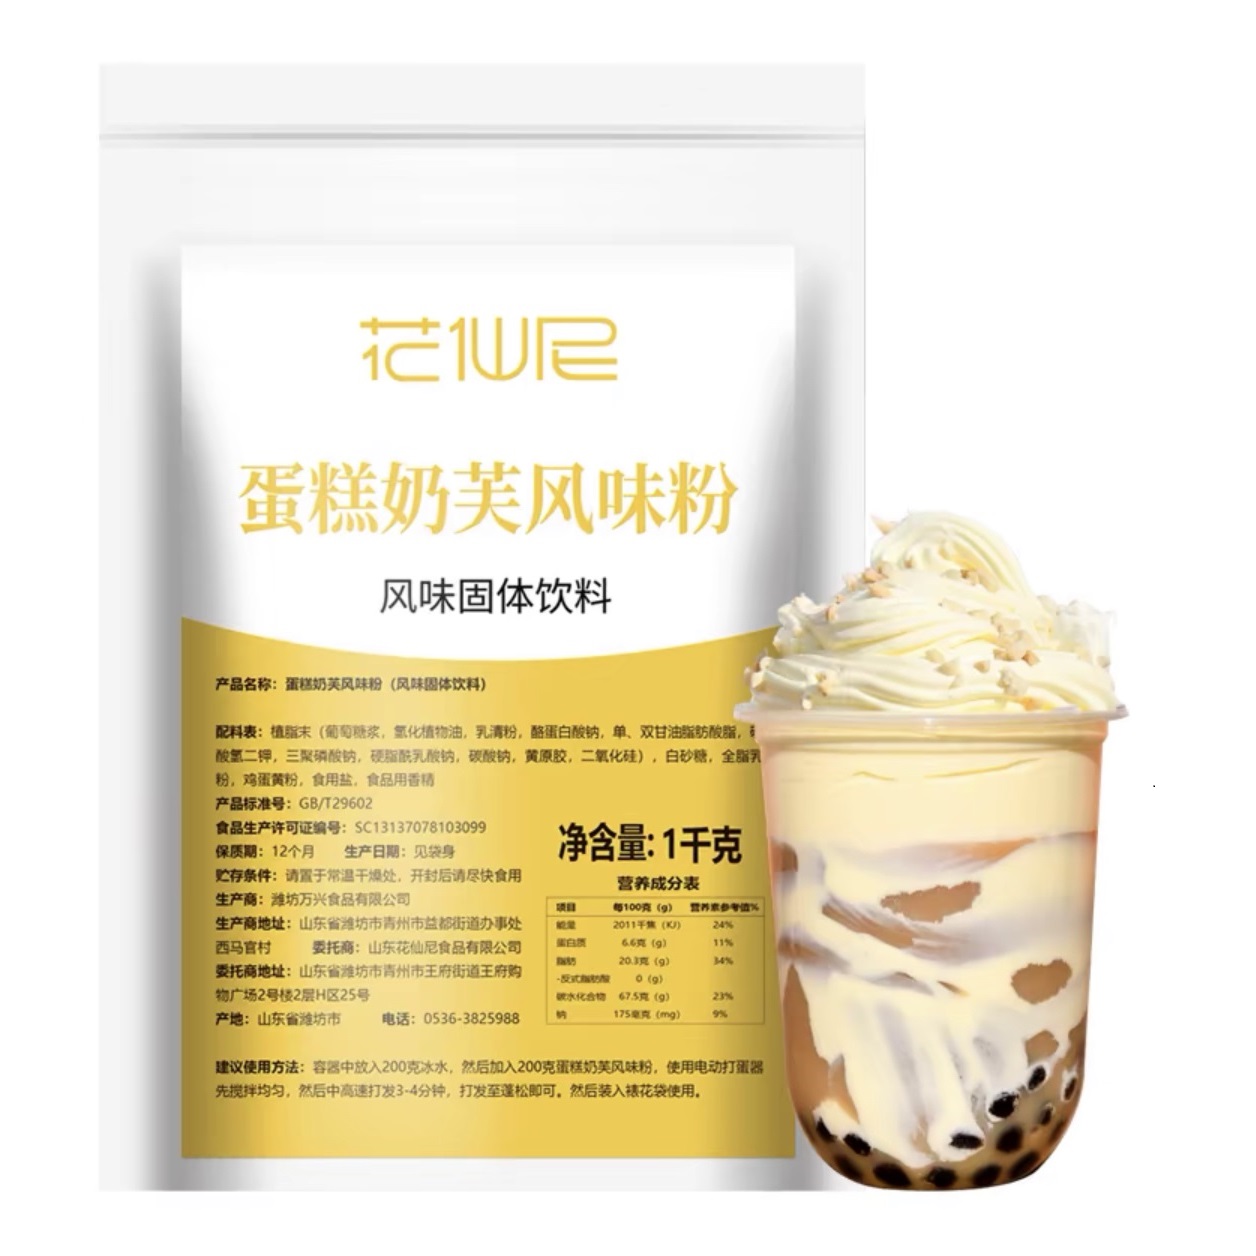 花仙尼
蛋糕奶芙风味粉
风味固体饮料
产品名称：蛋糕奶芙风味粉（风味固体饮料）
配料表：植脂末（葡萄糖浆，氢化植物油，乳清粉，酪蛋白酸钠，单、双甘油脂肪酸脂，
酸氢二钾，三聚磷酸钠，硬脂酰乳酸钠，碳酸钠，黄原胶，二氧化硅），白砂糖，全脂乳
粉，鸡蛋黄粉，食用盐，食品用香精
产品标准号：GB/T29602
食品生产许可证编号：SC13137078103099
保质期：12个月 生产日期：见袋身
贮存条件：请置于常温干燥处，开封后请尽快食用
生产商：潍坊万兴食品有限公司
生产商地址：山东省潍坊市青州市益都街道办事处
西马官村 委托商：山东花仙尼食品有限公司
委托商地址：山东省潍坊市青州市王府街道王府购
物广场2号楼2层H区25号
产地：山东省潍坊市 电话：0536-3825988
净含量: 1千克
营养成分表
项目 每100克（g） 营养素参考值%
能量 2011千焦（KJ） 24%
蛋白质 6.6克（g） 11%
脂肪 20.3克（g） 34%
-反式脂肪酸 0（g）
碳水化合物 67.5克（g） 23%
钠 175毫克（mg） 9%
建议使用方法：容器中放入200克冰水，然后加入200克蛋糕奶芙风味粉，使用电动打蛋器
先搅拌均匀，然后中高速打发3-4分钟，打发至蓬松即可。然后装入裱花袋使用。